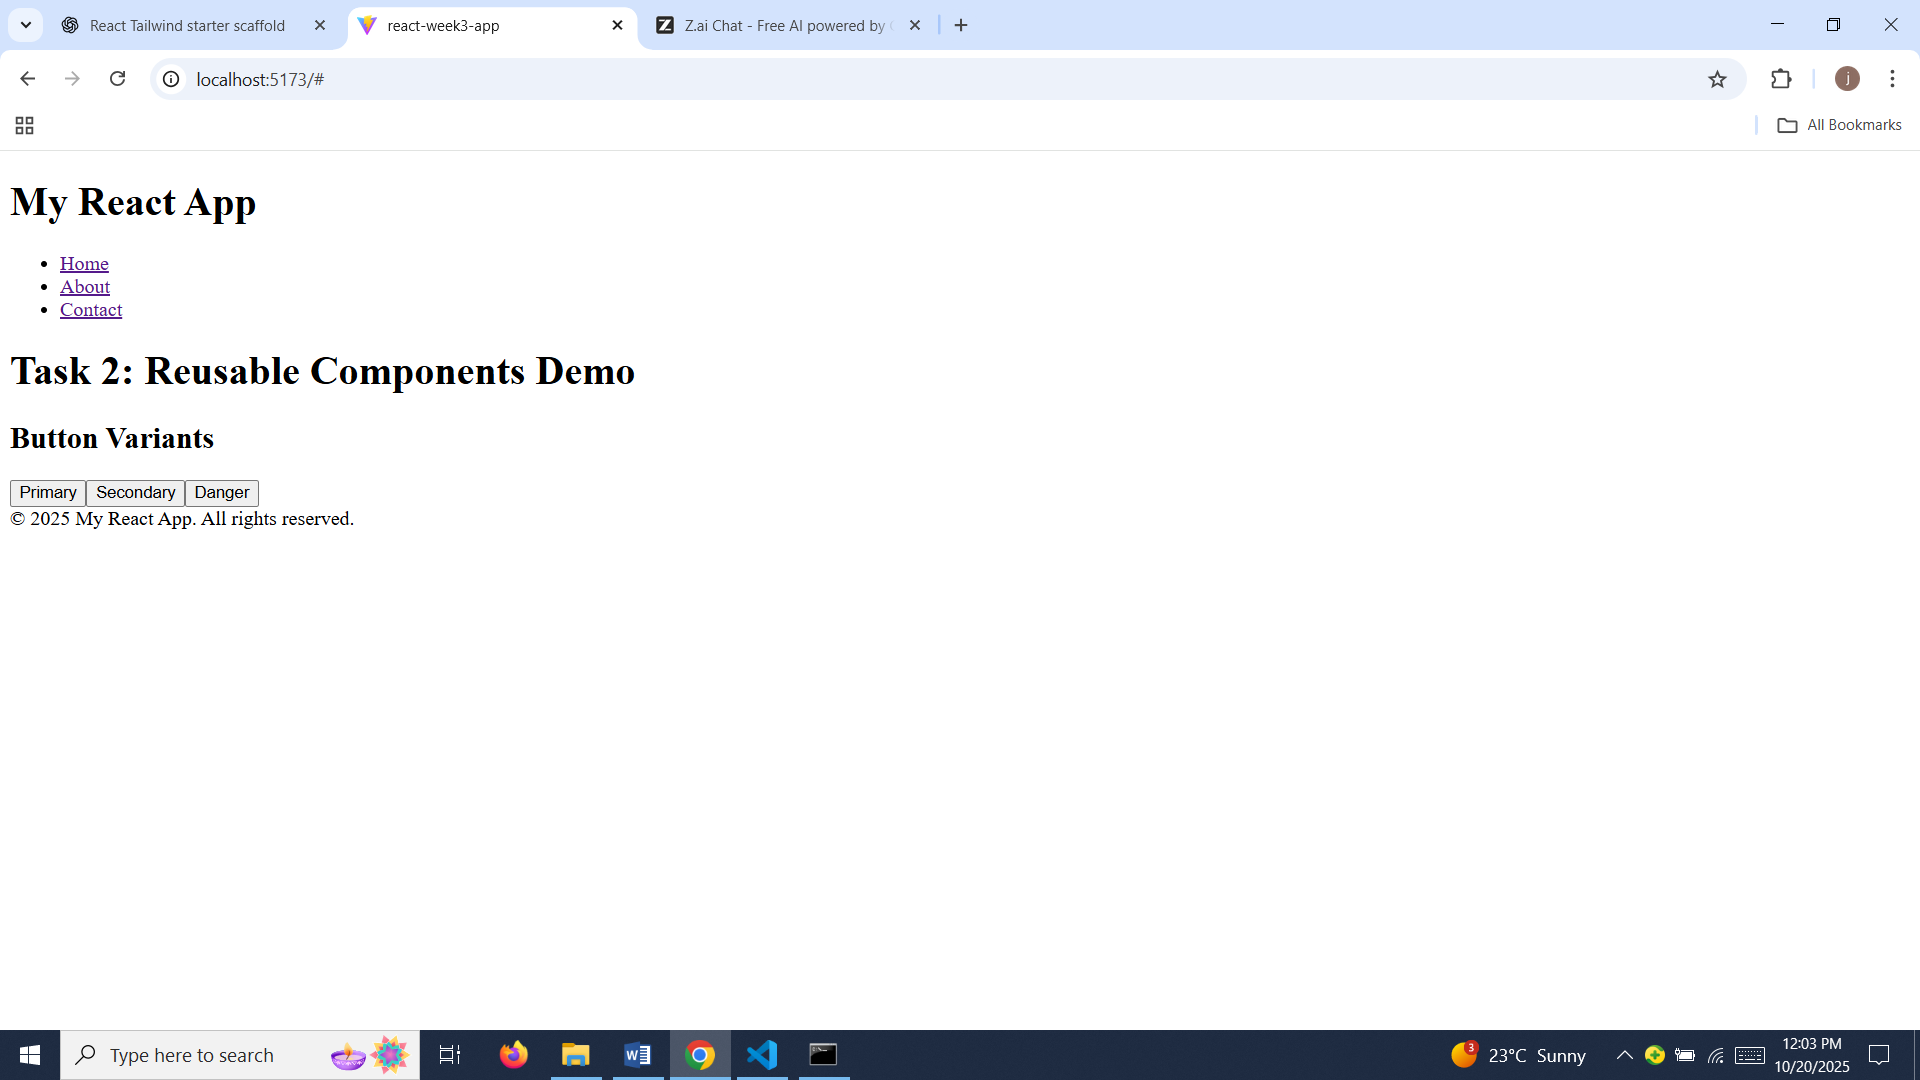 React Tailwind starter scaffold
react-week3-app
Z.ai Chat - Free AI powered by
localhost:5173/#
j
All Bookmarks
My React App
Home
About
Contact
Task 2: Reusable Components Demo
Button Variants
Primary Secondary Danger
© 2025 My React App. All rights reserved.
Type here to search
3
23°C Sunny
12:03 PM
10/20/2025